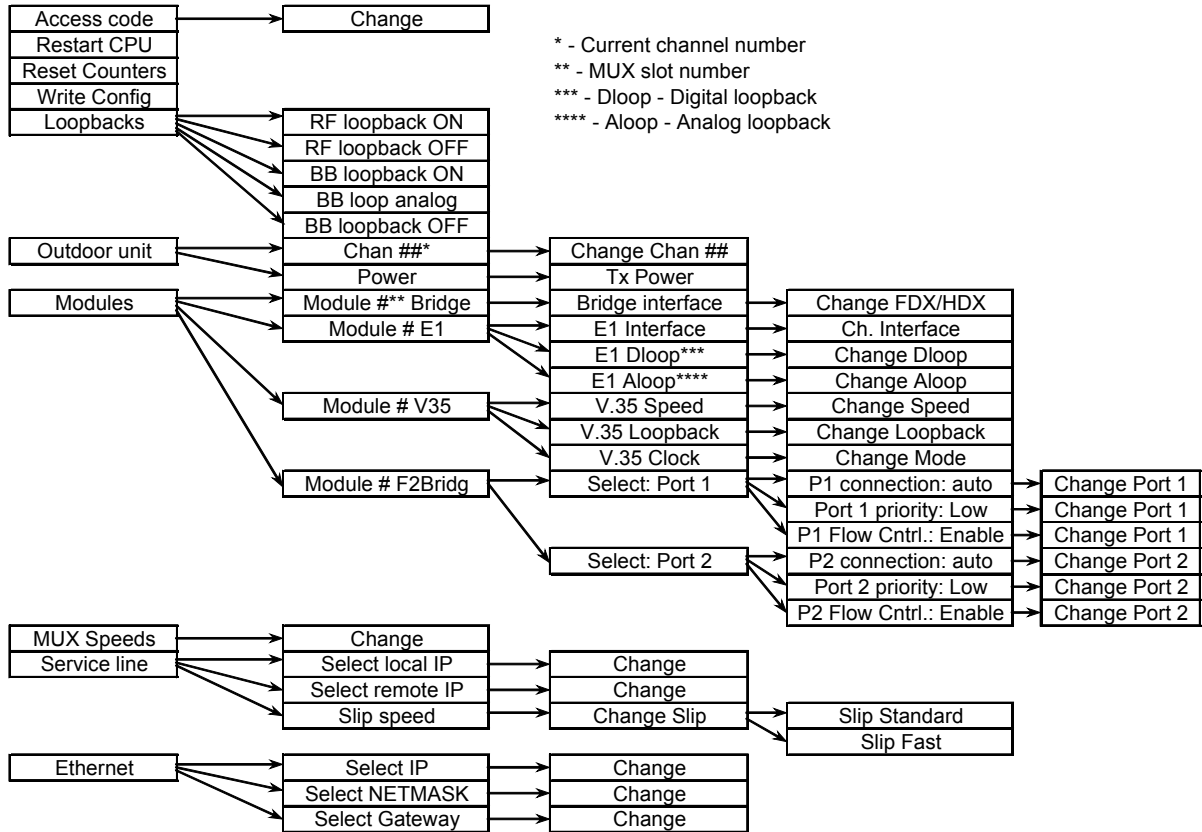 Access code
Change
Restart CPU
* - Current channel number
Reset Counters
** - MUX slot number
Write Config
*** - Dloop - Digital loopback
Loopbacks
RF loopback ON
**** - Aloop - Analog loopback
RF loopback OFF
BB loopback ON
BB loop analog
BB loopback OFF
Outdoor unit
Chan ##*
Change Chan ##
Power
Tx Power
Modules
Module #** Bridge
Bridge interface
Change FDX/HDX
Module # E1
E1 Interface
Ch. Interface
E1 Dloop***
Change Dloop
E1 Aloop****
Change Aloop
Module # V35
V.35 Speed
Change Speed
V.35 Loopback
Change Loopback
V.35 Clock
Change Mode
Module # F2Bridg
Select: Port 1
P1 connection: auto
Change Port 1
Port 1 priority: Low
Change Port 1
P1 Flow Cntrl.: Enable
Change Port 1
Select: Port 2
P2 connection: auto
Change Port 2
Port 2 priority: Low
Change Port 2
P2 Flow Cntrl.: Enable
Change Port 2
MUX Speeds
Change
Service line
Select local IP
Change
Select remote IP
Change
Slip speed
Change Slip
Slip Standard
Slip Fast
Ethernet
Select IP
Change
Select NETMASK
Change
Select Gateway
Change